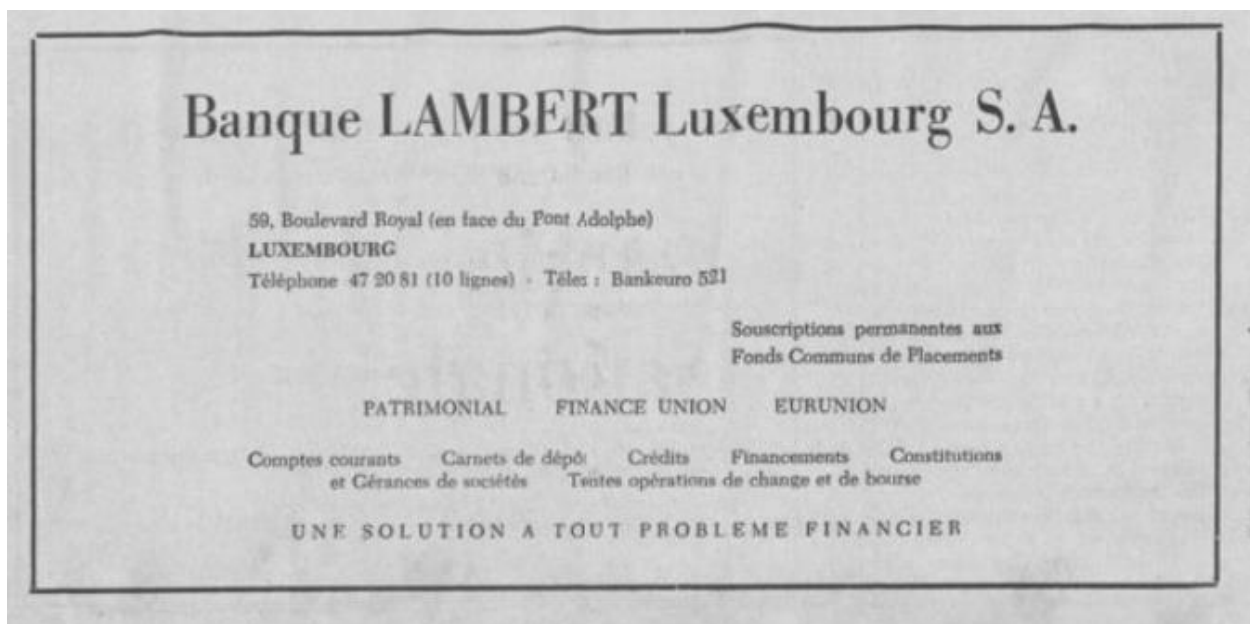 Banque LAMBERT Luxembourg S. A.
59, Boulevard Royal (en face du Pont Adolphe)
LUXEMBOURG
Téléphone 47 20 81 (10 lignes) - Télex : Bankeuro 521
Souscriptions permanentes aux
Fonds Communs de Placements
PATRIMONIAL FINANCE UNION EURUNION
Comptes courants Carnets de dépôt Crédits Financements Constitutions
et Gérances de sociétés Toutes opérations de change et de bourse
UNE SOLUTION A TOUT PROBLEME FINANCIER